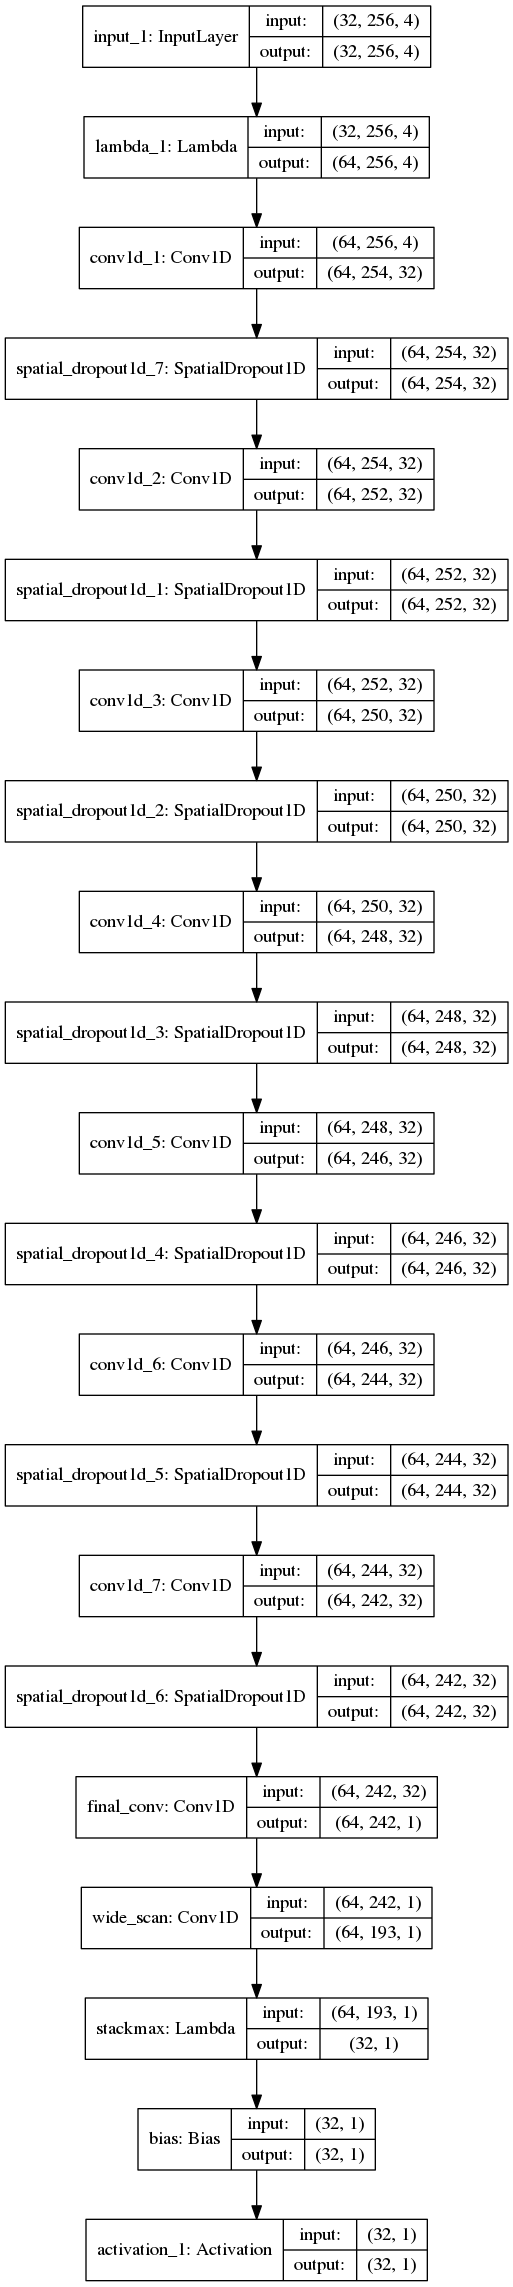 input_1: InputLayer
input: (32, 256, 4)
output: (32, 256, 4)
lambda_1: Lambda
input: (32, 256, 4)
output: (64, 256, 4)
conv1d_1: Conv1D
input: (64, 256, 4)
output: (64, 254, 32)
spatial_dropout1d_7: SpatialDropout1D
input: (64, 254, 32)
output: (64, 254, 32)
conv1d_2: Conv1D
input: (64, 254, 32)
output: (64, 252, 32)
spatial_dropout1d_1: SpatialDropout1D
input: (64, 252, 32)
output: (64, 252, 32)
conv1d_3: Conv1D
input: (64, 252, 32)
output: (64, 250, 32)
spatial_dropout1d_2: SpatialDropout1D
input: (64, 250, 32)
output: (64, 250, 32)
conv1d_4: Conv1D
input: (64, 250, 32)
output: (64, 248, 32)
spatial_dropout1d_3: SpatialDropout1D
input: (64, 248, 32)
output: (64, 248, 32)
conv1d_5: Conv1D
input: (64, 248, 32)
output: (64, 246, 32)
spatial_dropout1d_4: SpatialDropout1D
input: (64, 246, 32)
output: (64, 246, 32)
conv1d_6: Conv1D
input: (64, 246, 32)
output: (64, 244, 32)
spatial_dropout1d_5: SpatialDropout1D
input: (64, 244, 32)
output: (64, 244, 32)
conv1d_7: Conv1D
input: (64, 244, 32)
output: (64, 242, 32)
spatial_dropout1d_6: SpatialDropout1D
input: (64, 242, 32)
output: (64, 242, 32)
final_conv: Conv1D
input: (64, 242, 32)
output: (64, 242, 1)
wide_scan: Conv1D
input: (64, 242, 1)
output: (64, 193, 1)
stackmax: Lambda
input: (64, 193, 1)
output: (32, 1)
bias: Bias
input: (32, 1)
output: (32, 1)
activation_1: Activation
input: (32, 1)
output: (32, 1)